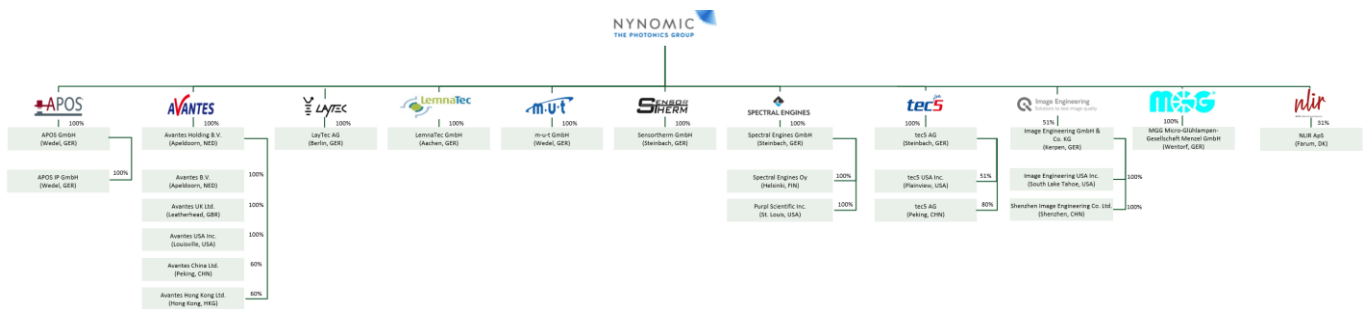 NYNOMIC
THE PHOTONICS GROUP
APOS
100%
APOS GmbH
(Wedel, GER)
APOS IP GmbH
(Wedel, GER)
100%
AVANTES
100%
Avantes Holding B.V.
(Apeldoorn, NED)
Avantes B.V.
(Apeldoorn, NED)
100%
Avantes UK Ltd.
(Leatherhead, GBR)
100%
Avantes USA Inc.
(Louisville, USA)
100%
Avantes China Ltd.
(Peking, CHN)
60%
Avantes Hong Kong Ltd.
(Hong Kong, HKG)
60%
LAYTEC
100%
LayTec AG
(Berlin, GER)
LemnaTec
100%
LemnaTec GmbH
(Aachen, GER)
m·u·t
100%
m-u-t GmbH
(Wedel, GER)
SENSORTHERM
100%
Sensortherm GmbH
(Steinbach, GER)
SPECTRAL ENGINES
100%
Spectral Engines GmbH
(Steinbach, GER)
Spectral Engines Oy
(Helsinki, FIN)
100%
Purpl Scientific Inc.
(St. Louis, USA)
100%
tec5
100%
tec5 AG
(Steinbach, GER)
tec5 USA Inc.
(Plainview, USA)
51%
tec5 AG
(Peking, CHN)
80%
Image Engineering
Solutions to test image quality
51%
Image Engineering GmbH &
Co. KG
(Kerpen, GER)
Image Engineering USA Inc.
(South Lake Tahoe, USA)
100%
Shenzhen Image Engineering Co. Ltd.
(Shenzhen, CHN)
100%
MGG
100%
MGG Micro-Glühlampen-
Gesellschaft Menzel GmbH
(Wentorf, GER)
nlir
51%
NLIR ApS
(Farum, DK)